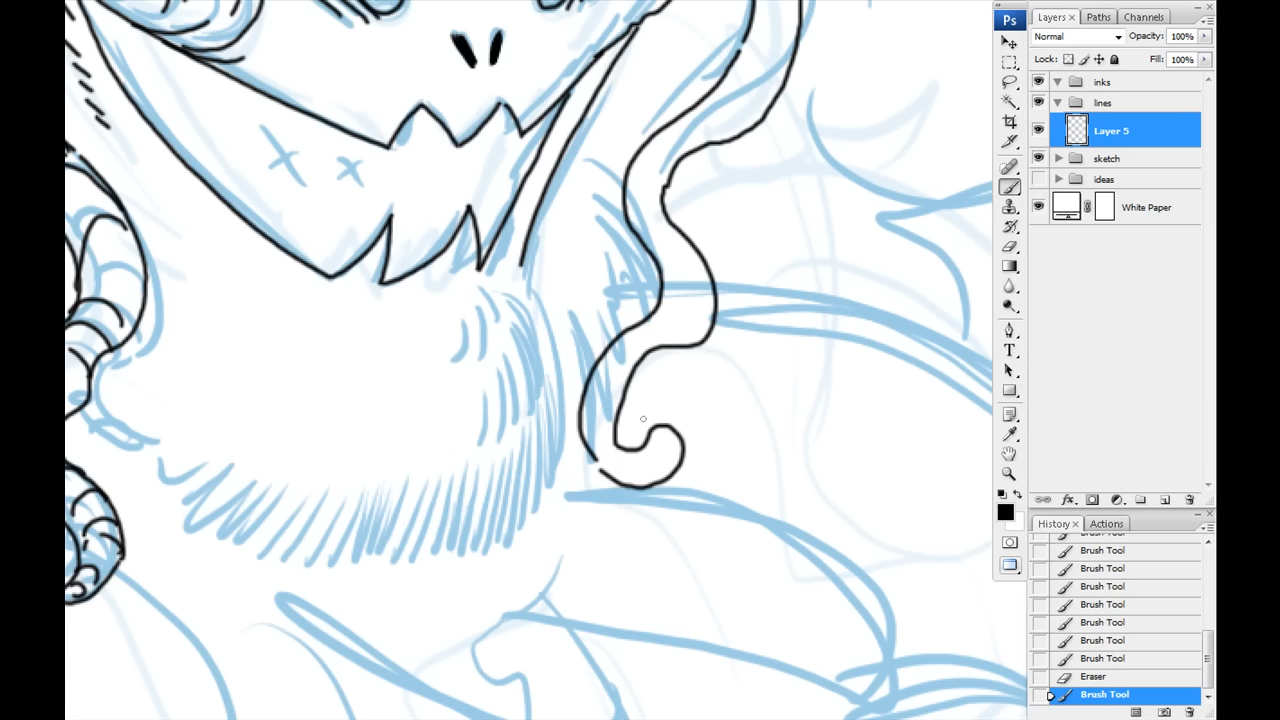 Ps
Layers × Paths Channels
Normal Opacity: 100%
Lock: Fill: 100%
inks
lines
Layer 5
sketch
ideas
White Paper
T
fx
History × Actions
Brush Tool
Brush Tool
Brush Tool
Brush Tool
Brush Tool
Brush Tool
Brush Tool
Eraser
Brush Tool